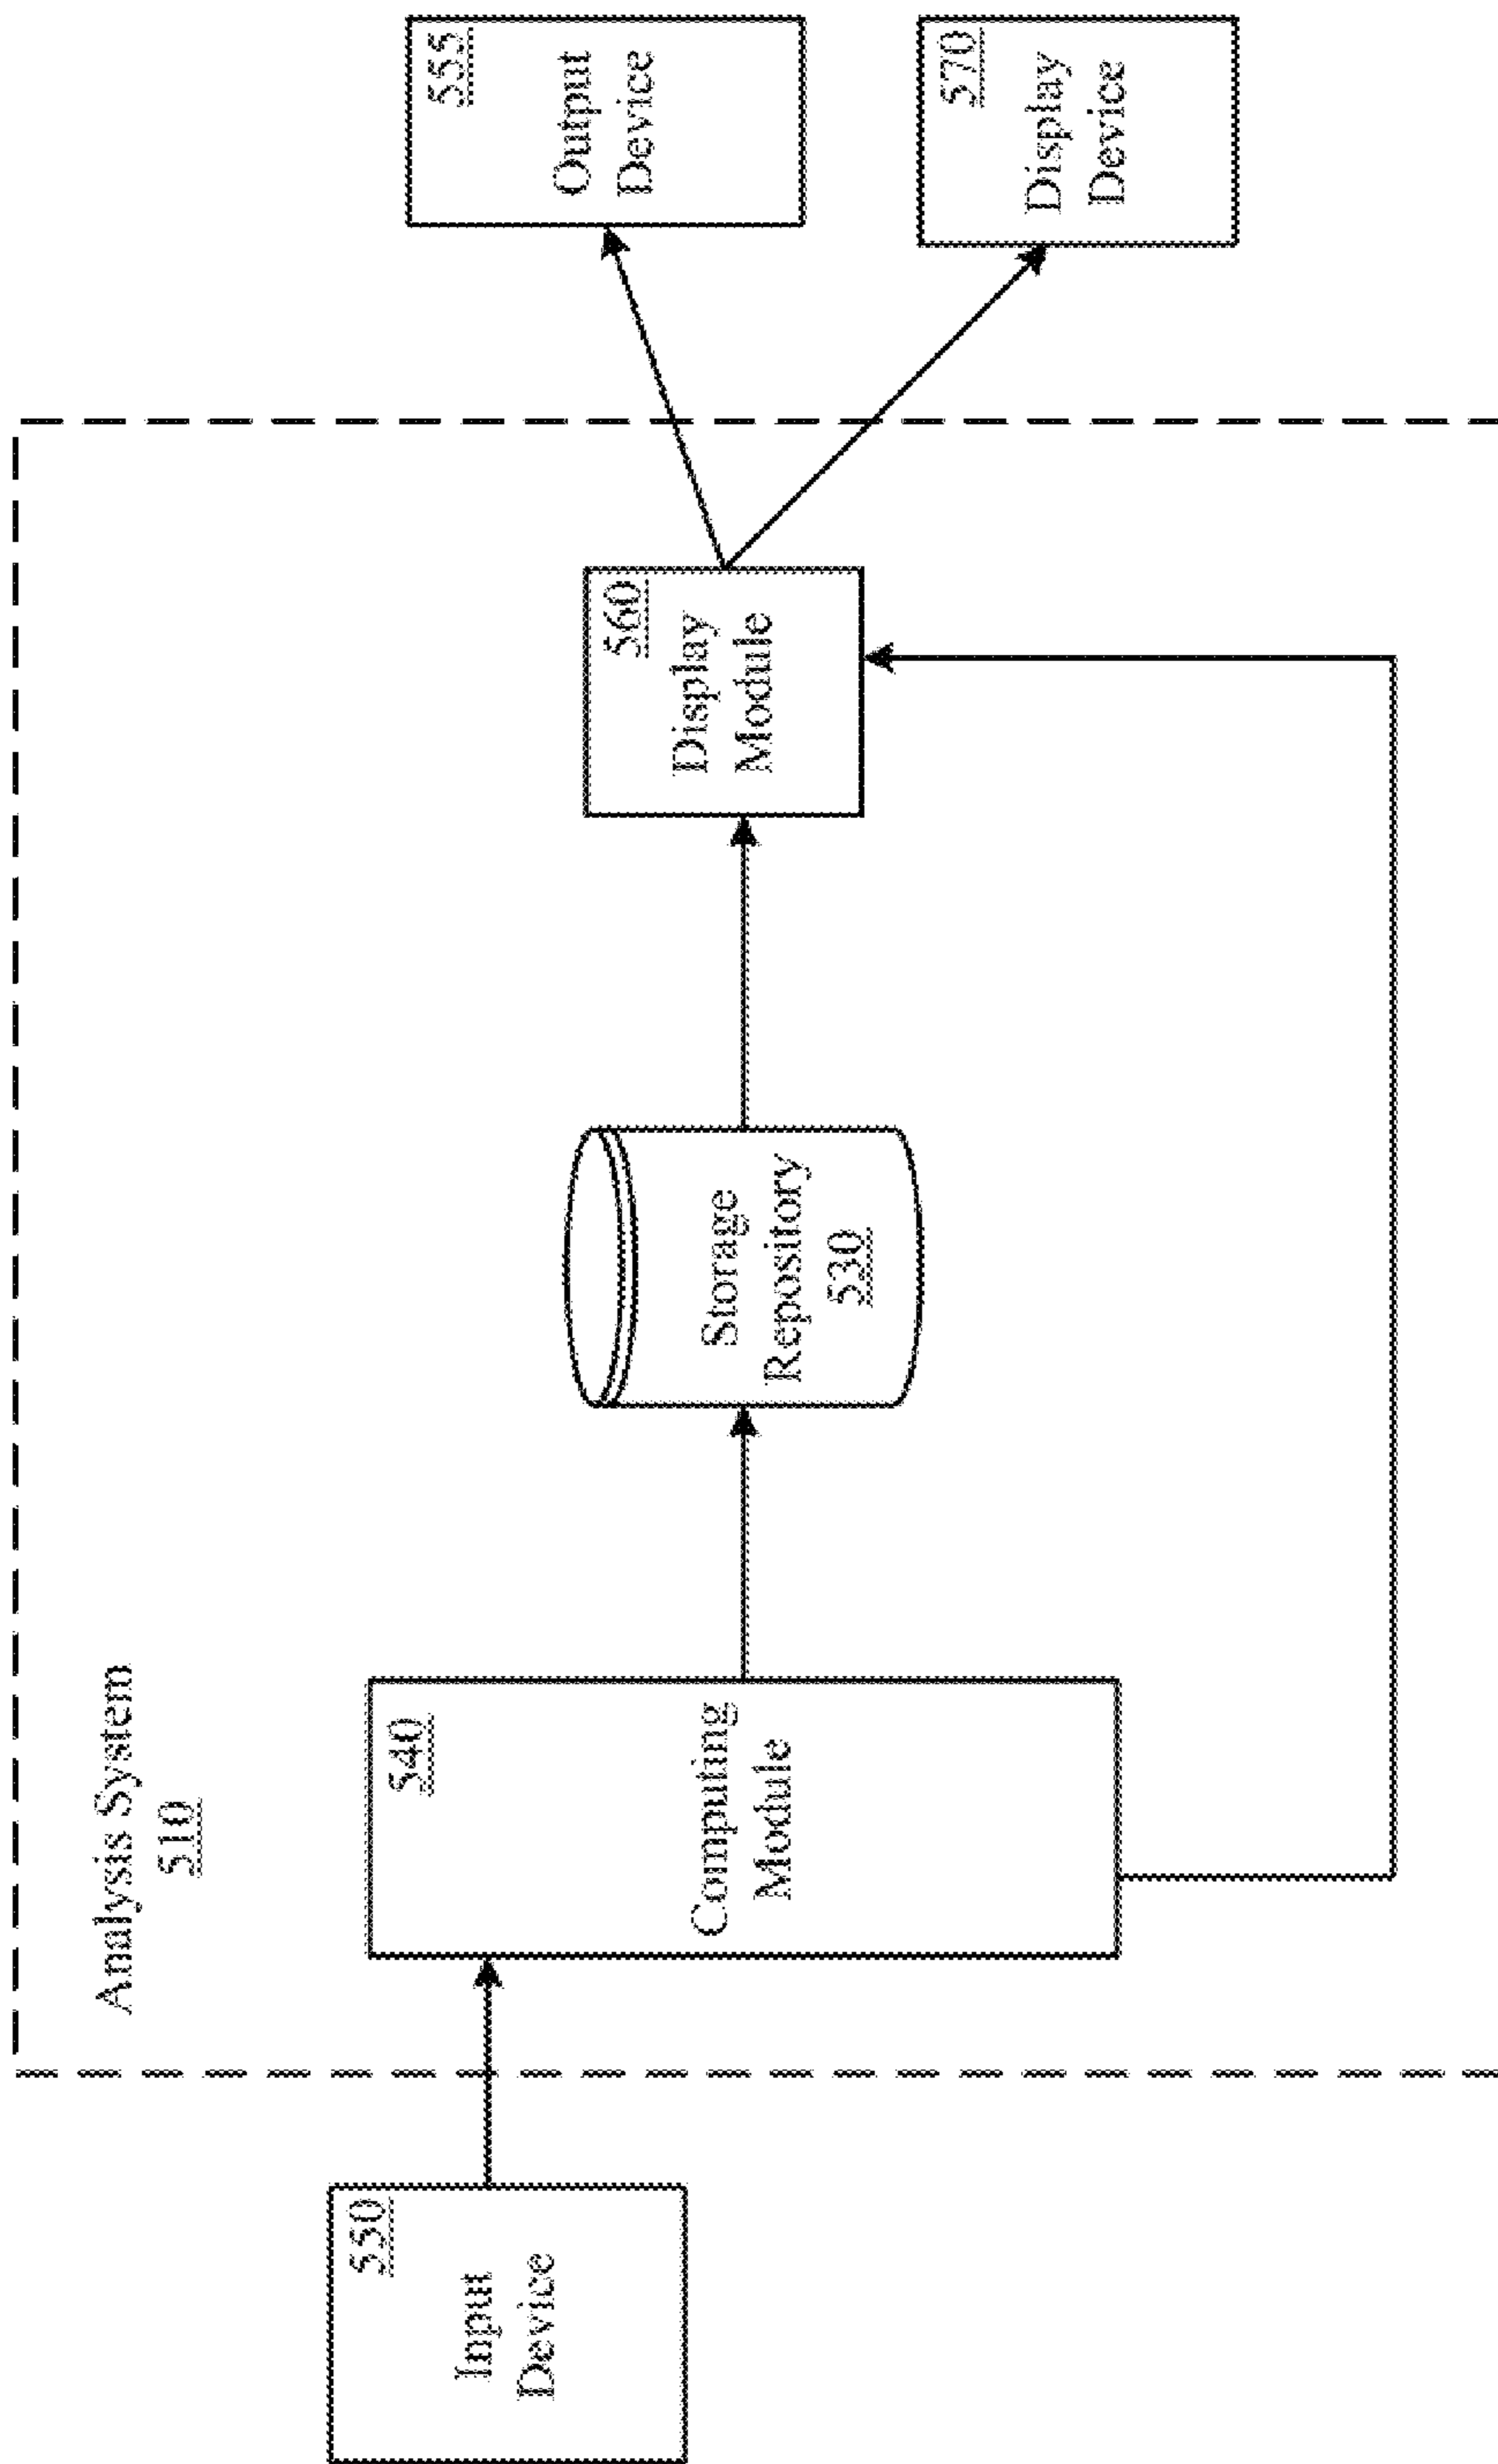 Analysis System
510
550
Input
Device
540
Computing
Module
Storage
Repository
530
560
Display
Module
555
Output
Device
570
Display
Device